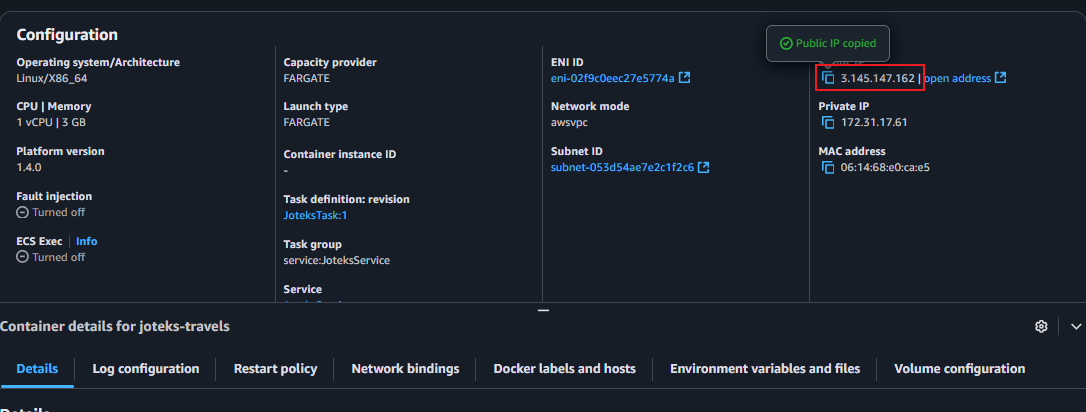 Configuration
Public IP copied
Operating system/Architecture
Linux/X86_64
CPU | Memory
1 vCPU | 3 GB
Platform version
1.4.0
Fault injection
Turned off
ECS Exec | Info
Turned off
Capacity provider
FARGATE
Launch type
FARGATE
Container instance ID
-
Task definition: revision
JoteksTask:1
Task group
service:JoteksService
Service
ENI ID
eni-02f9c0eec27e5774a
Network mode
awsvpc
Subnet ID
subnet-053d54ae7e2c1f2c6
3.145.147.162 | open address
Private IP
172.31.17.61
MAC address
06:14:68:e0:ca:e5
Container details for joteks-travels
Details
Log configuration
Restart policy
Network bindings
Docker labels and hosts
Environment variables and files
Volume configuration
Details